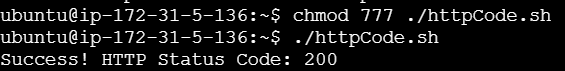 ubuntu@ip-172-31-5-136:~$ chmod 777 ./httpCode.sh
ubuntu@ip-172-31-5-136:~$ ./httpCode.sh
Success! HTTP Status Code: 200